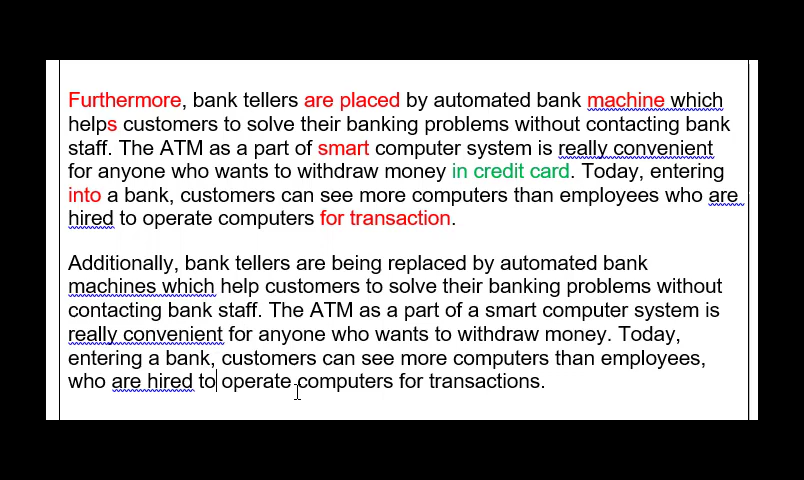 Furthermore, bank tellers are placed by automated bank machine which
helps customers to solve their banking problems without contacting bank
staff. The ATM as a part of smart computer system is really convenient
for anyone who wants to withdraw money in credit card. Today, entering
into a bank, customers can see more computers than employees who are
hired to operate computers for transaction.
Additionally, bank tellers are being replaced by automated bank
machines which help customers to solve their banking problems without
contacting bank staff. The ATM as a part of a smart computer system is
really convenient for anyone who wants to withdraw money. Today,
entering a bank, customers can see more computers than employees,
who are hired to operate computers for transactions.